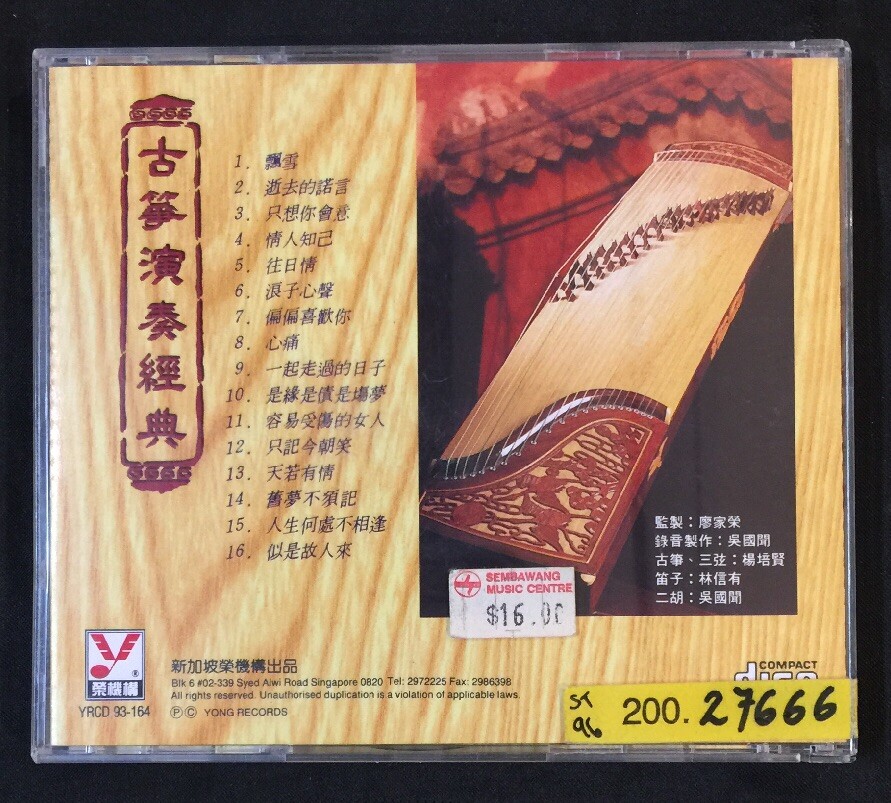 古箏演奏經典
1. 飄雪
2. 逝去的諾言
3. 只想你會意
4. 情人知己
5. 往日情
6. 浪子心聲
7. 偏偏喜歡你
8. 心痛
9. 一起走過的日子
10. 是緣是債是場夢
11. 容易受傷的女人
12. 只記今朝笑
13. 天若有情
14. 舊夢不須記
15. 人生何處不相逢
16. 似是故人來
監製：廖家榮
錄音製作：吳國聞
古箏、三弦：楊培賢
笛子：林信有
二胡：吳國聞
SEMBAWANG
MUSIC CENTRE
$16.00
榮機構
®
YRCD 93-164
新加坡榮機構出品
Blk 6 #02-339 Syed Alwi Road Singapore 0820 Tel: 2972225 Fax: 2986398
All rights reserved. Unauthorised duplication is a violation of applicable laws.
ⓅⒸ YONG RECORDS
COMPACT
disc
ST
96
200.27666